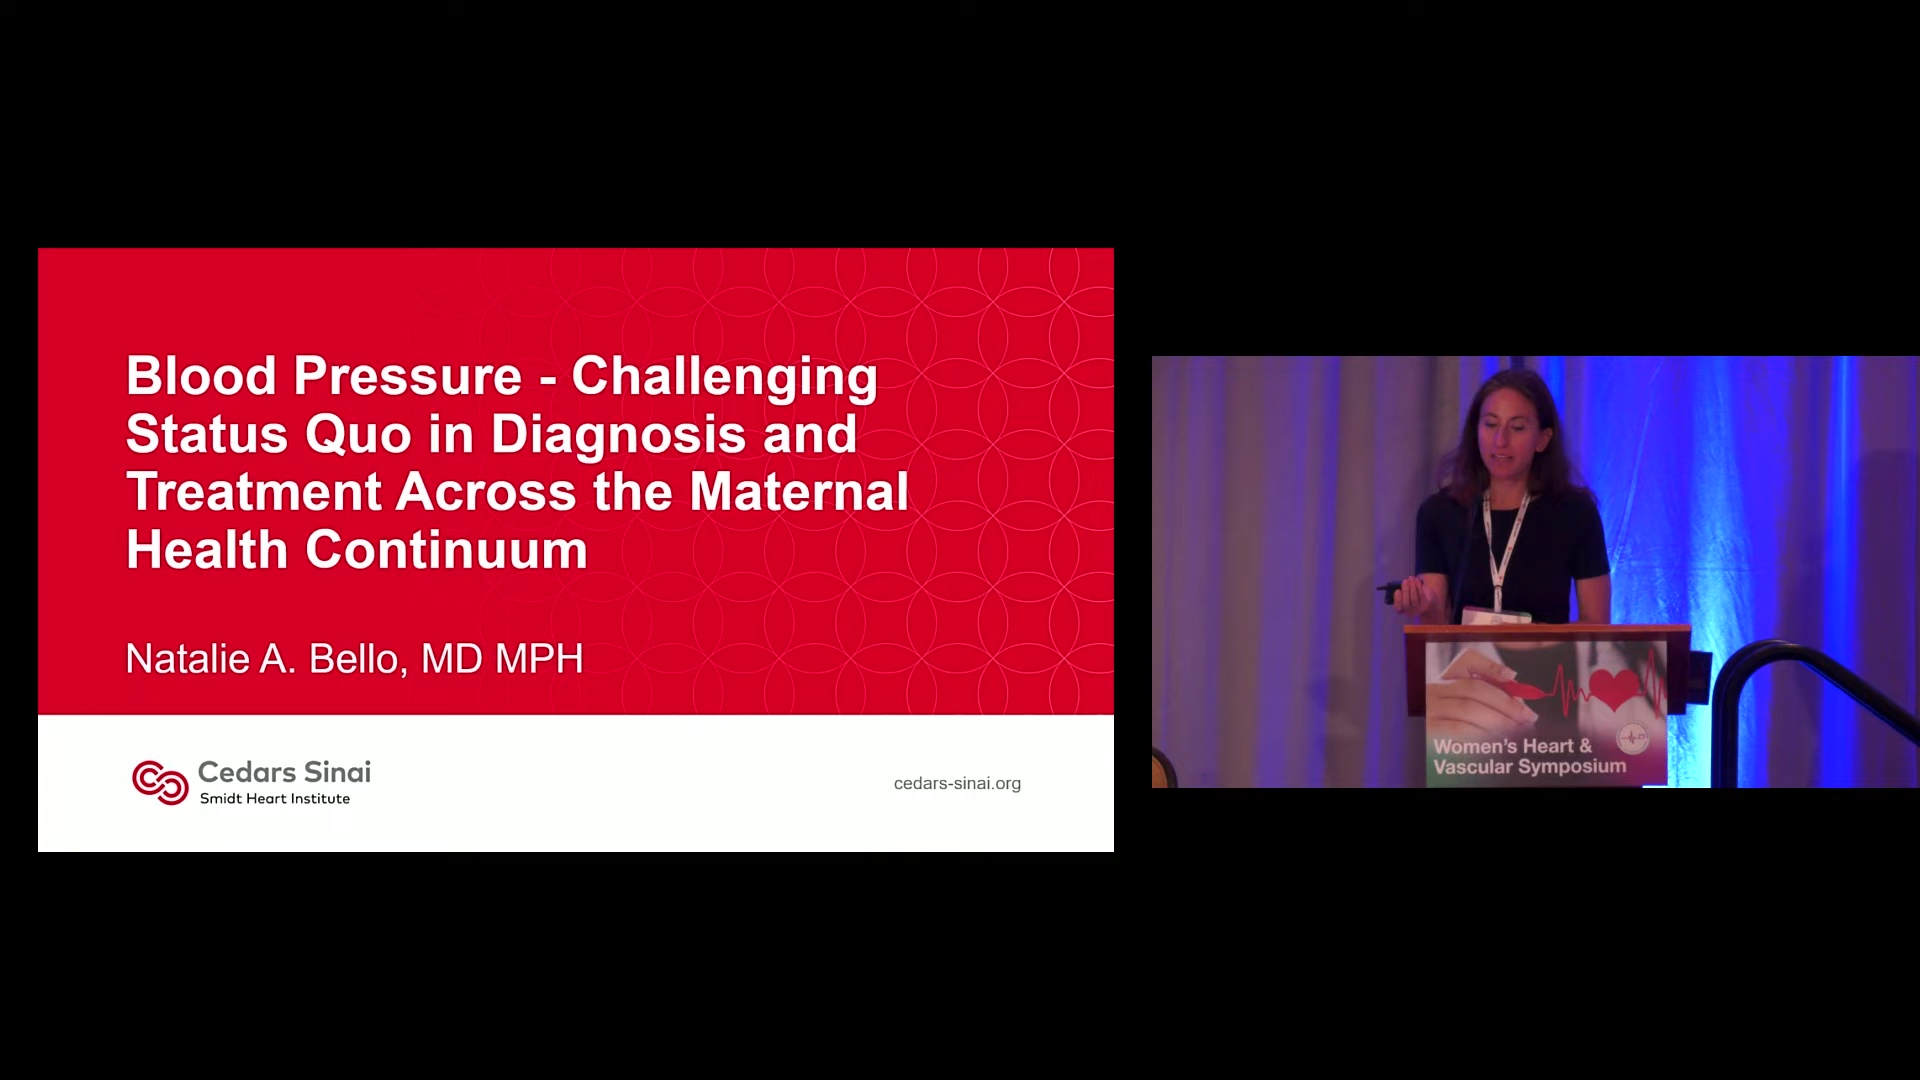 Blood Pressure - Challenging
Status Quo in Diagnosis and
Treatment Across the Maternal
Health Continuum
Natalie A. Bello, MD MPH
Cedars Sinai
Smidt Heart Institute
cedars-sinai.org
Women's Heart &
Vascular Symposium